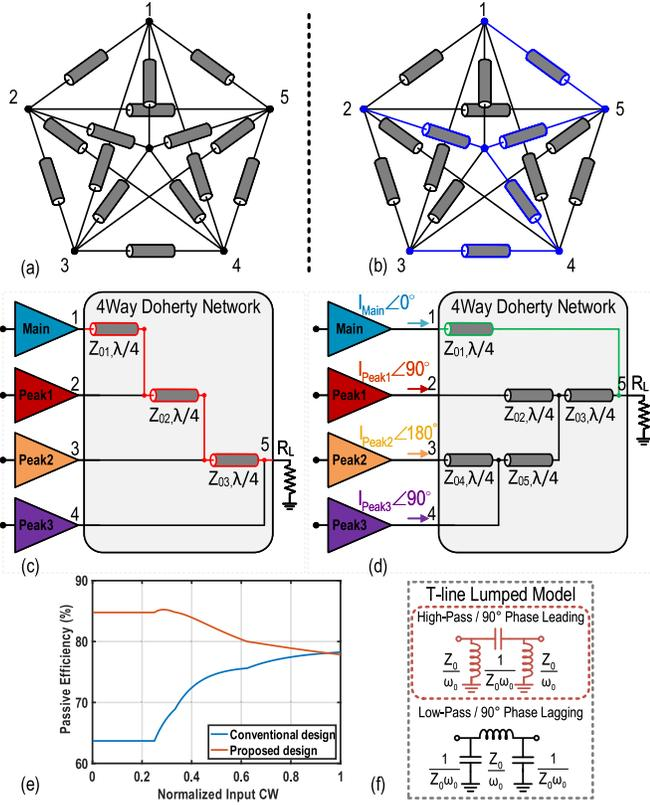 1
2
5
3
4
(a)
1
2
5
3
4
(b)
4Way Doherty Network
Main
1
Z01,λ/4
Peak1
2
Z02,λ/4
Peak2
3
Z03,λ/4
5
RL
Peak3
4
(c)
4Way Doherty Network
IMain∠0°
Main
1
Z01,λ/4
IPeak1∠90°
Peak1
2
Z02,λ/4
Z03,λ/4
5
RL
IPeak2∠180°
Peak2
3
Z04,λ/4
Z05,λ/4
IPeak3∠90°
Peak3
4
(d)
Passive Efficiency (%)
90
80
70
60
0
0.2
0.4
0.6
0.8
1
Normalized Input CW
Conventional design
Proposed design
(e)
T-line Lumped Model
High-Pass / 90° Phase Leading
Z0
ω0
1
Z0ω0
Z0
ω0
Low-Pass / 90° Phase Lagging
1
Z0ω0
Z0
ω0
1
Z0ω0
(f)